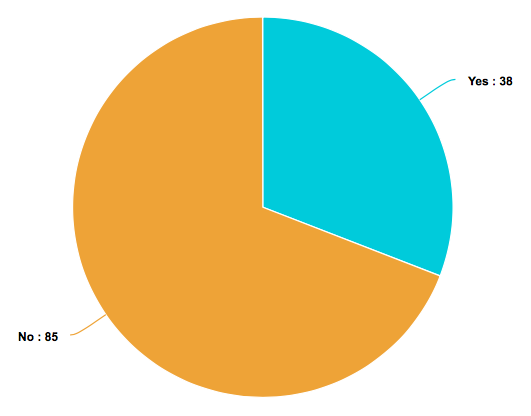 Yes : 38
No : 85